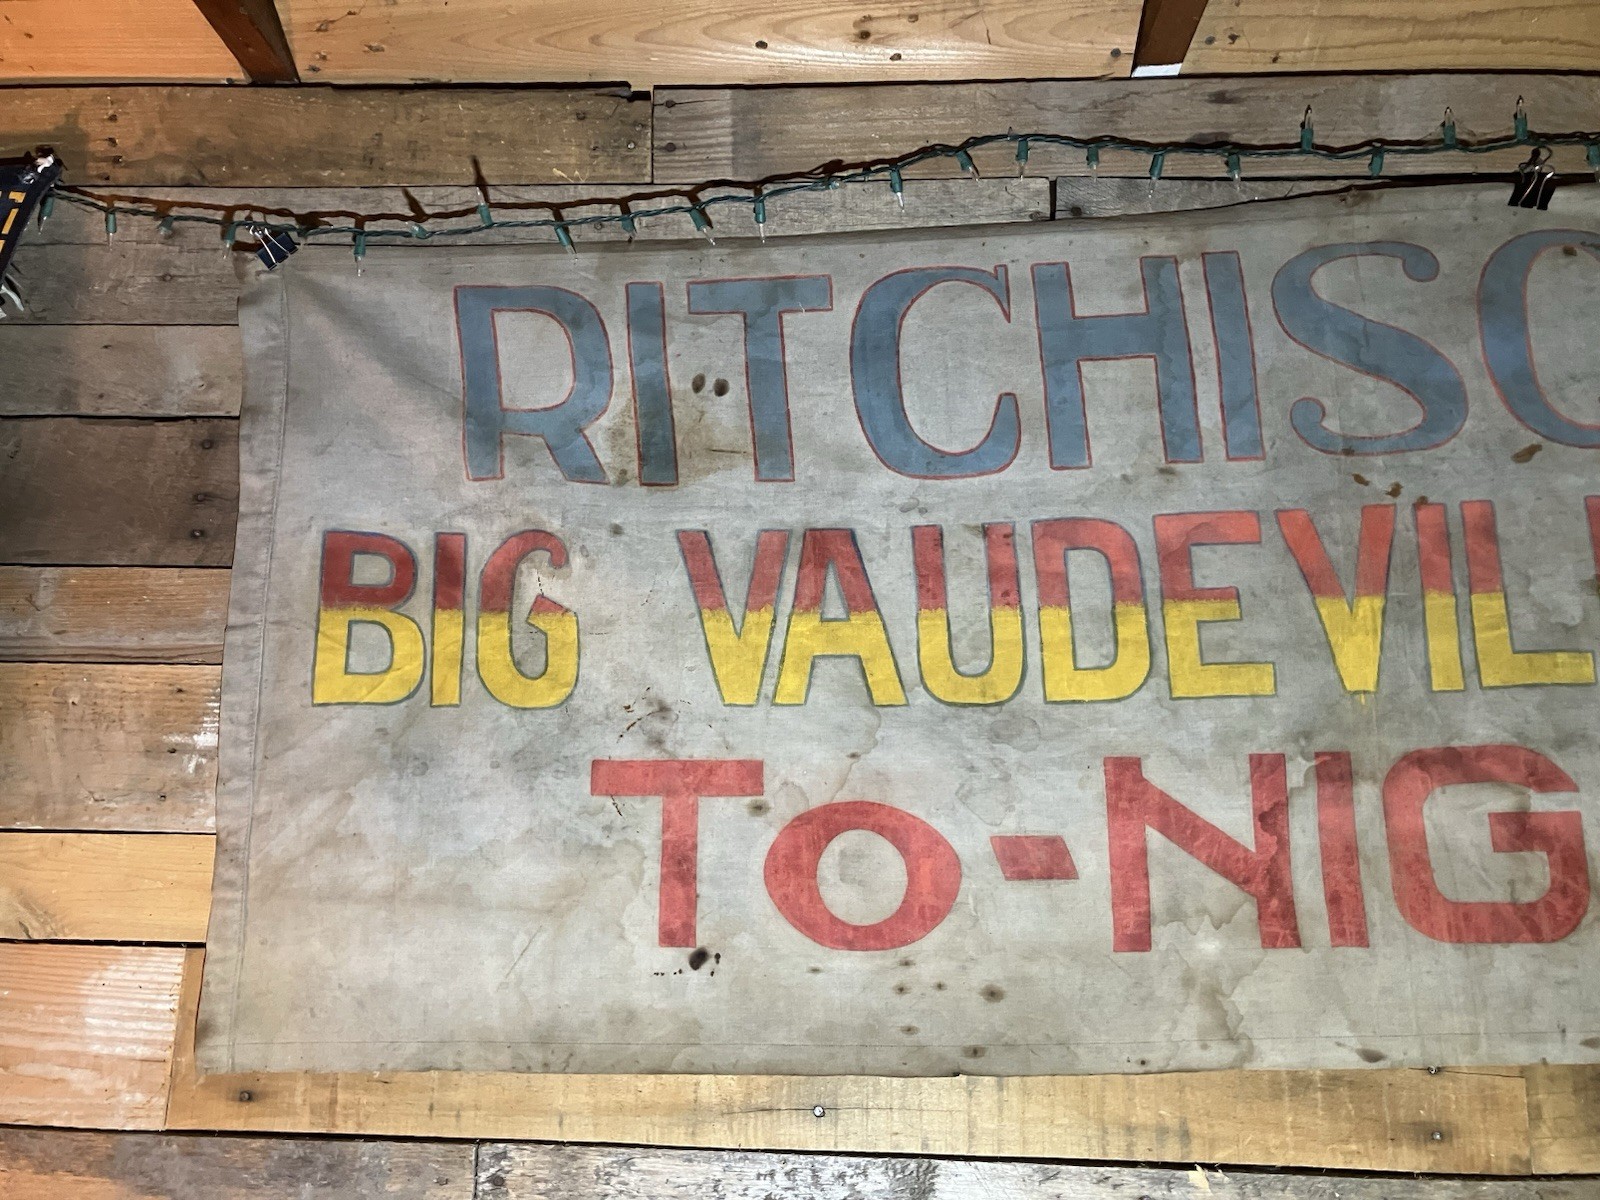 RITCHISO
BIG VAUDEVIL
TO-NIG